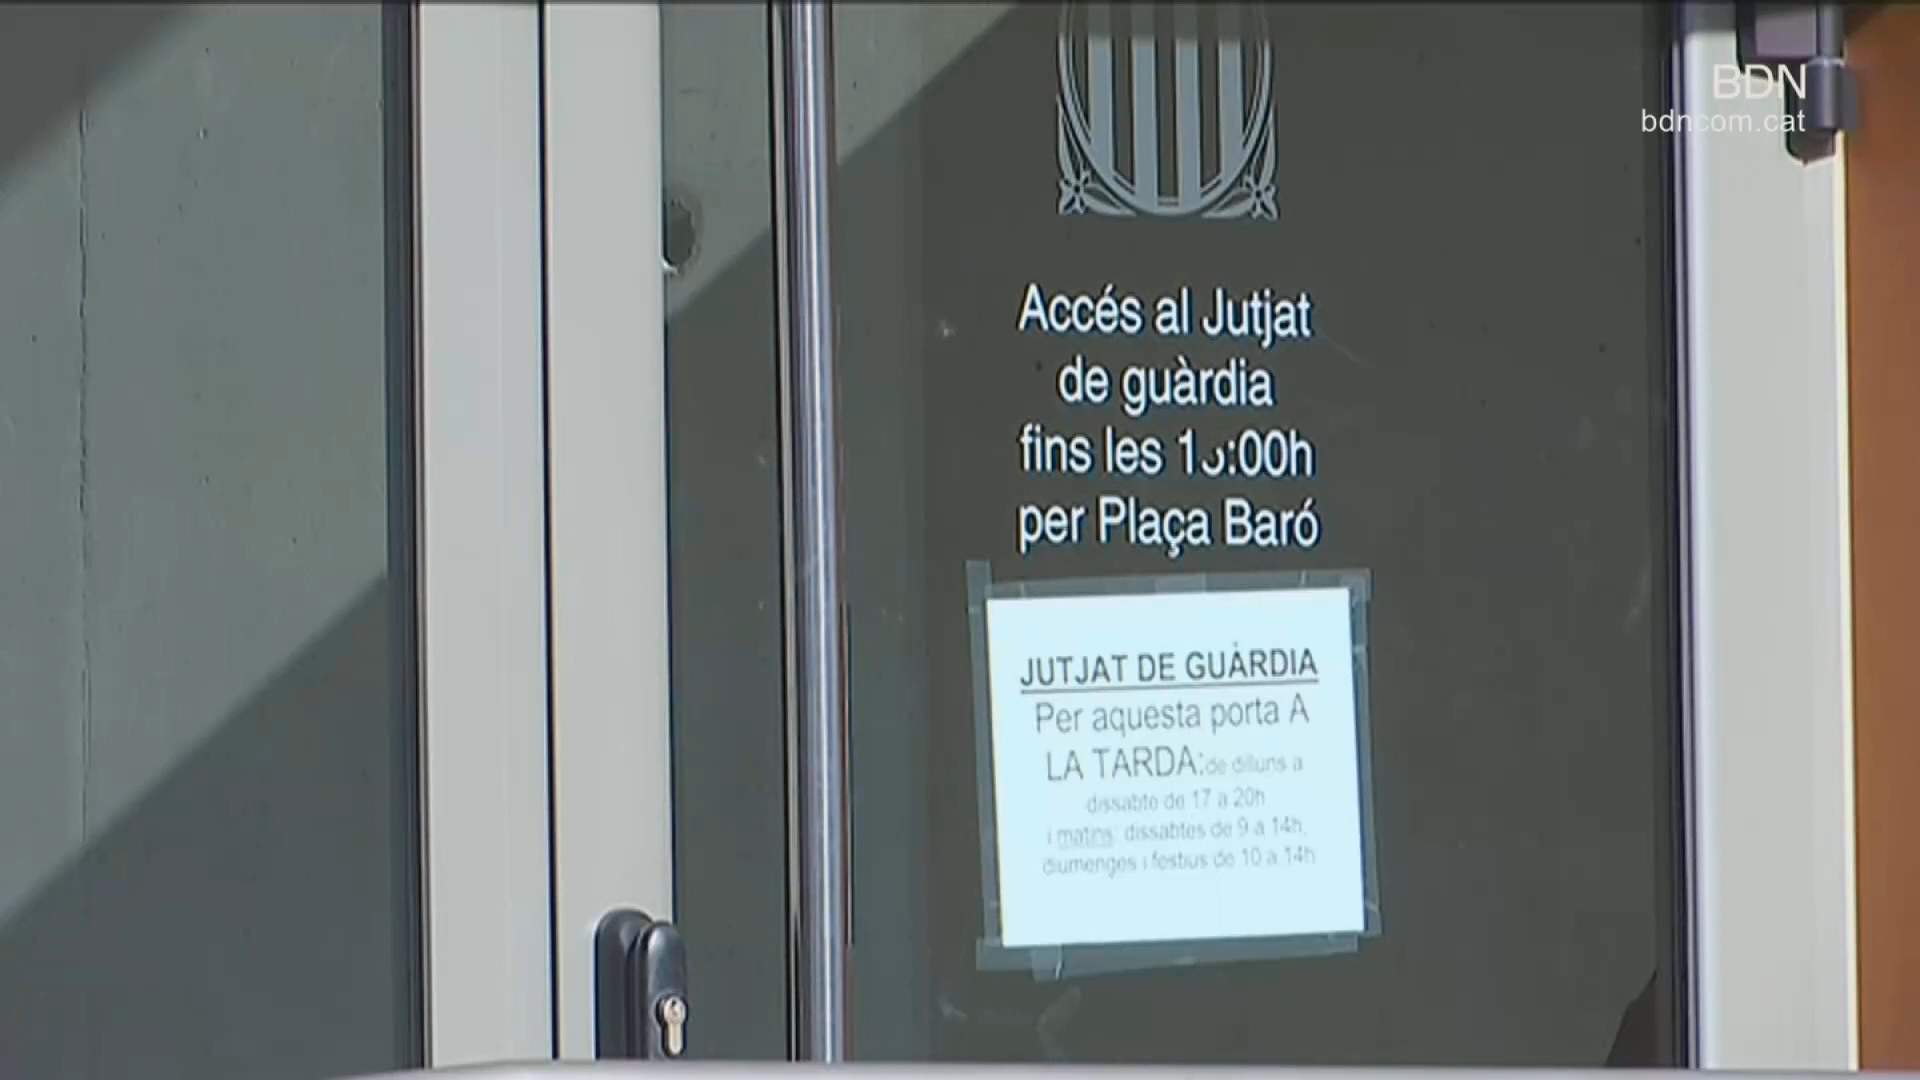 BDN
bdncom.cat
Accés al Jutjat
de guàrdia
fins les :00h
per Plaça Baró
JUTJAT DE GUÀRDIA
Per aquesta porta A
LA TARDA: de dilluns a
dissabte de 17 a 20h
i matins: dissabtes de 9 a 14h,
diumenges i festius de 10 a 14h